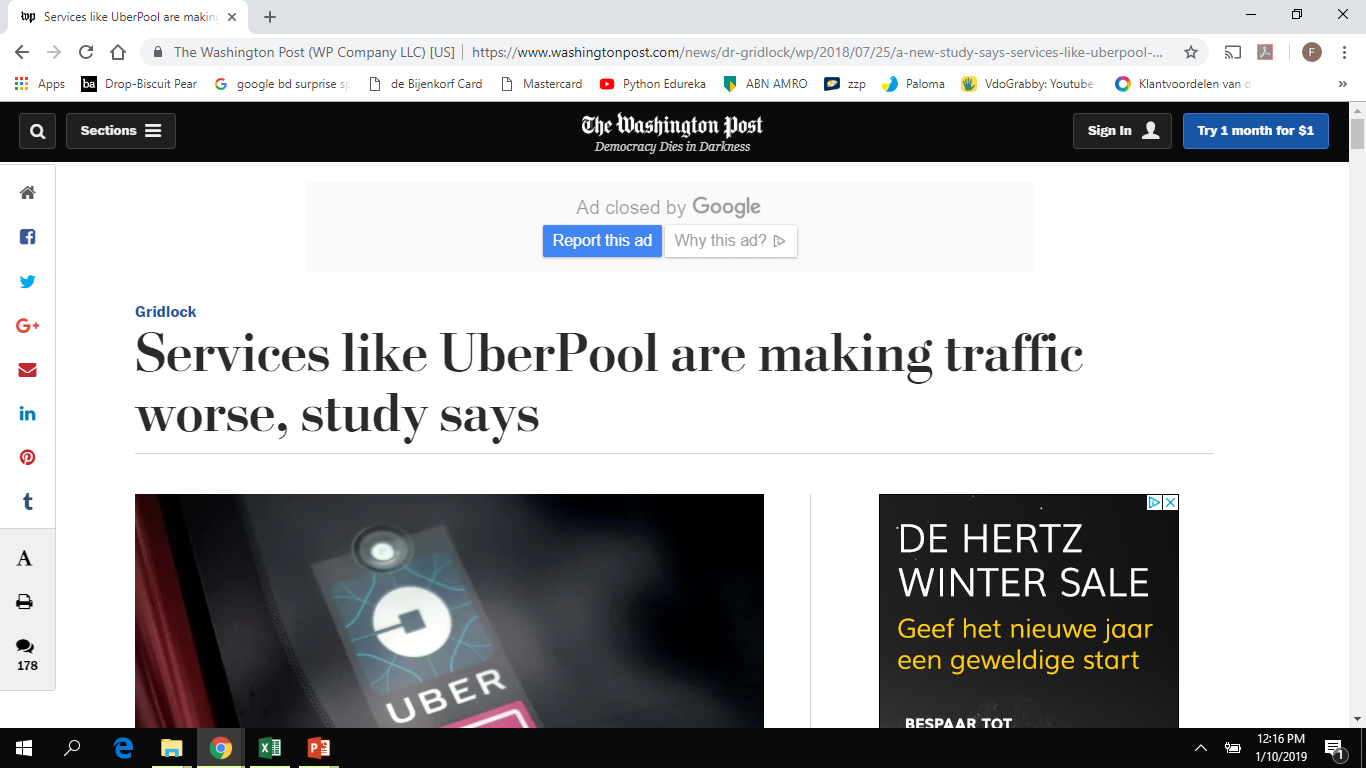 Services like UberPool are making
The Washington Post (WP Company LLC) [US] | https://www.washingtonpost.com/news/dr-gridlock/wp/2018/07/25/a-new-study-says-services-like-uberpool-...
Apps ba Drop-Biscuit Pear G google bd surprise sp de Bijenkorf Card Mastercard Python Edureka ABN AMRO zzp Paloma VdoGrabby: Youtube Klantvoordelen van d »
Sections
The Washington Post
Democracy Dies in Darkness
Sign In
Try 1 month for $1
Ad closed by Google
Report this ad
Why this ad?
Gridlock
Services like UberPool are making traffic
worse, study says
G+
in
t
A
178
UBER
DE HERTZ
WINTER SALE
Geef het nieuwe jaar
een geweldige start
BESPAAR TOT
12:16 PM
1/10/2019
1